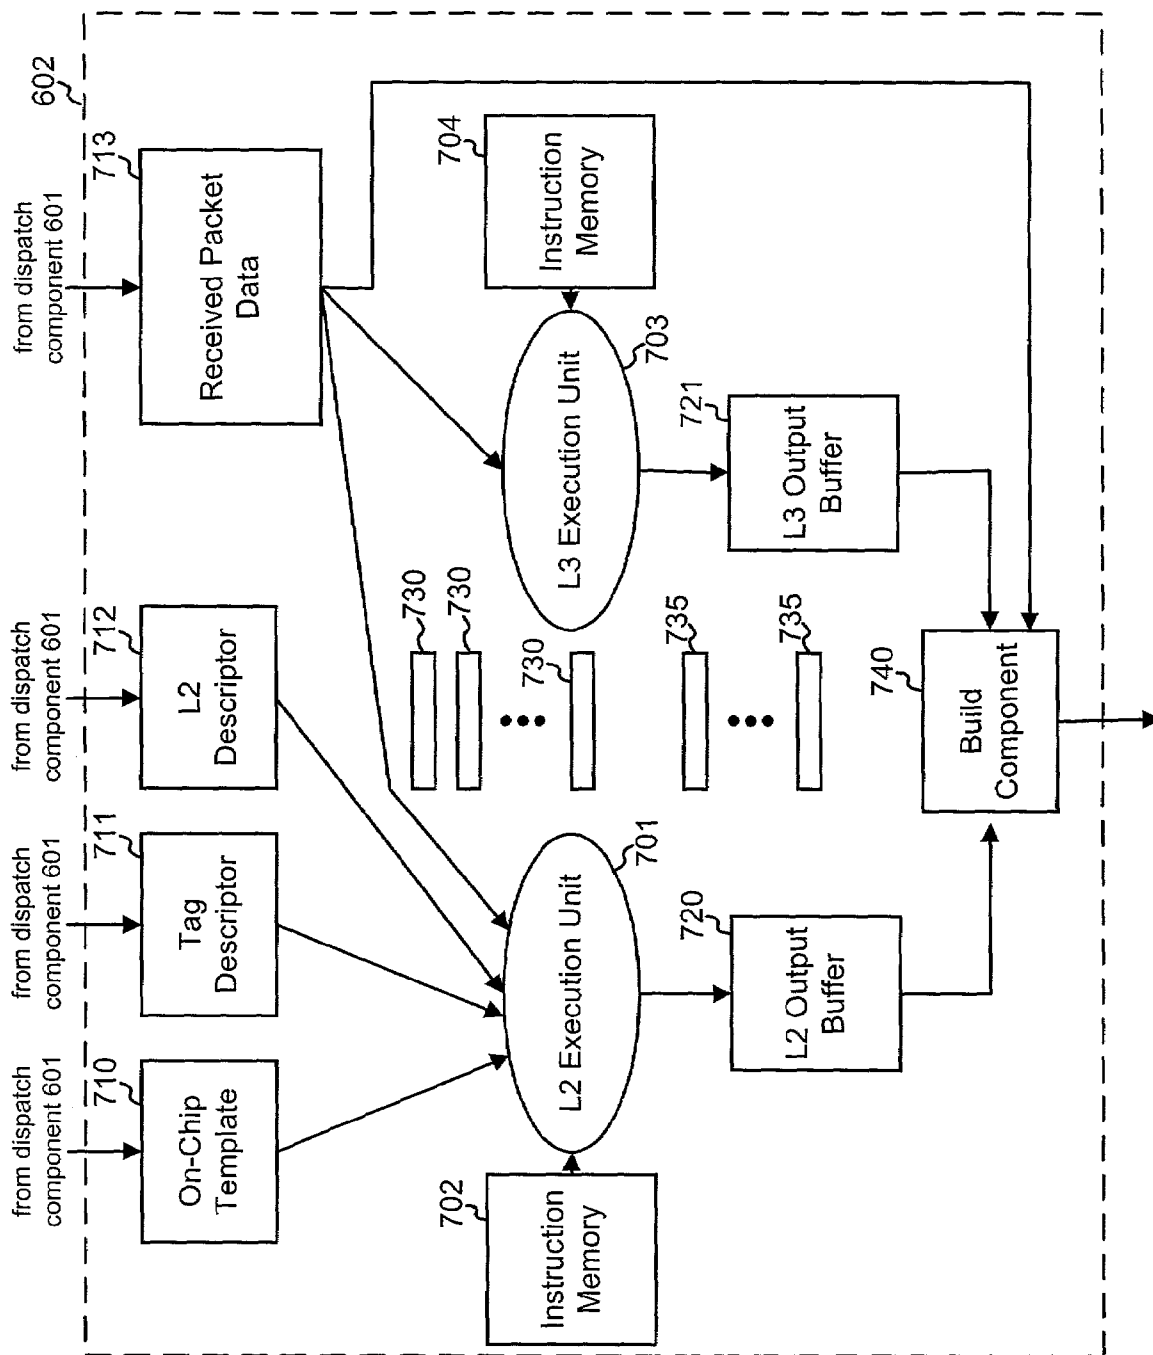 from dispatch
component 601
from dispatch
component 601
from dispatch
component 601
from dispatch
component 601
602
710
On-Chip
Template
711
Tag
Descriptor
712
L2
Descriptor
713
Received Packet
Data
702
Instruction
Memory
L2 Execution Unit
701
730
730
730
735
735
L3 Execution Unit
703
704
Instruction
Memory
720
L2 Output
Buffer
721
L3 Output
Buffer
740
Build
Component